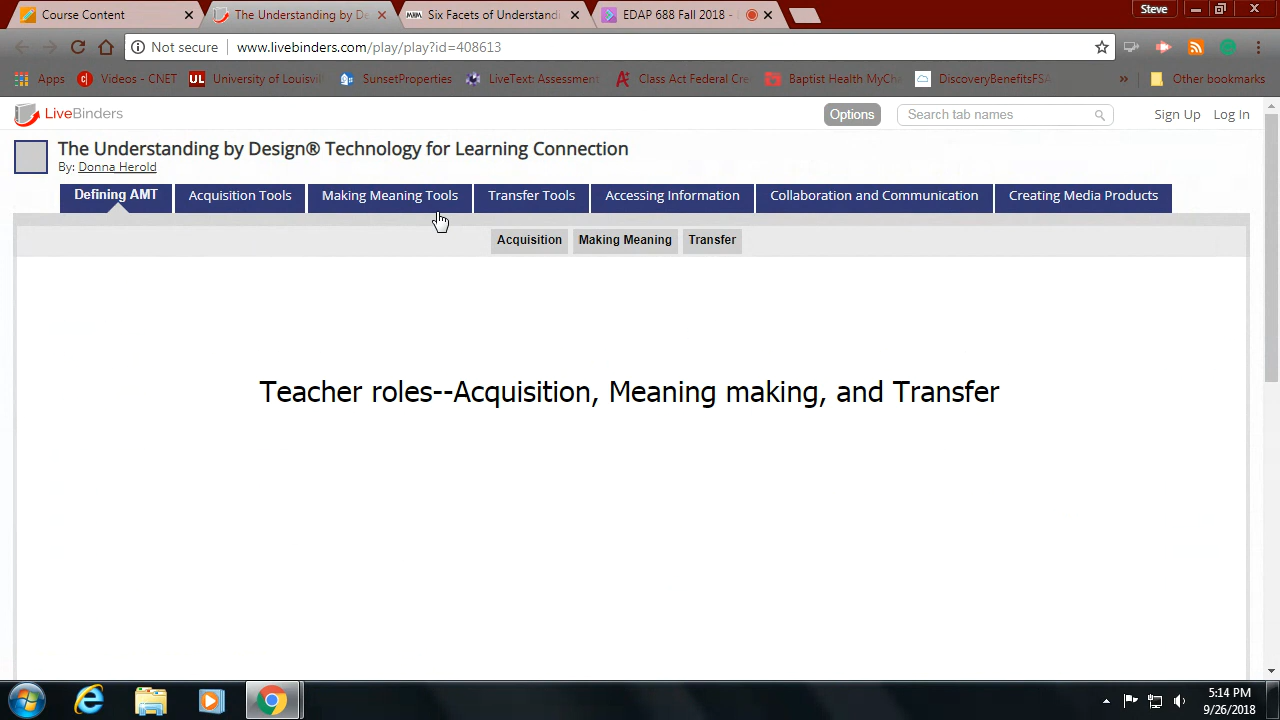 Course Content
The Understanding by De
MRM Six Facets of Understandi
EDAP 688 Fall 2018 -
Steve
Not secure
www.livebinders.com/play/play?id=408613
Apps
Videos - CNET
UL University of Louisvil
SunsetProperties
LiveText: Assessment
Class Act Federal Cre
Baptist Health MyCh
DiscoveryBenefitsFSA
»
Other bookmarks
LiveBinders
Options
Search tab names
Sign Up
Log In
The Understanding by Design® Technology for Learning Connection
By: Donna Herold
Defining AMT
Acquisition Tools
Making Meaning Tools
Transfer Tools
Accessing Information
Collaboration and Communication
Creating Media Products
Acquisition
Making Meaning
Transfer
Teacher roles--Acquisition, Meaning making, and Transfer
5:14 PM
9/26/2018